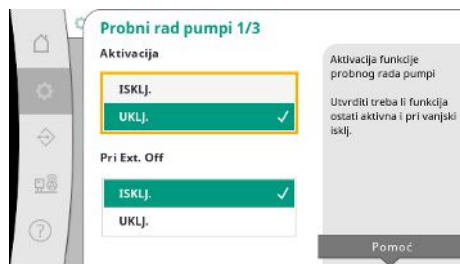 Probni rad pumpi 1/3
Aktivacija
ISKLJ.
UKLJ.
Pri Ext. Off
ISKLJ.
UKLJ.
Aktivacija funkcije
probnog rada pumpi
Utvrditi treba li funkcija
ostati aktivna i pri vanjski
isklj.
Pomoć
?